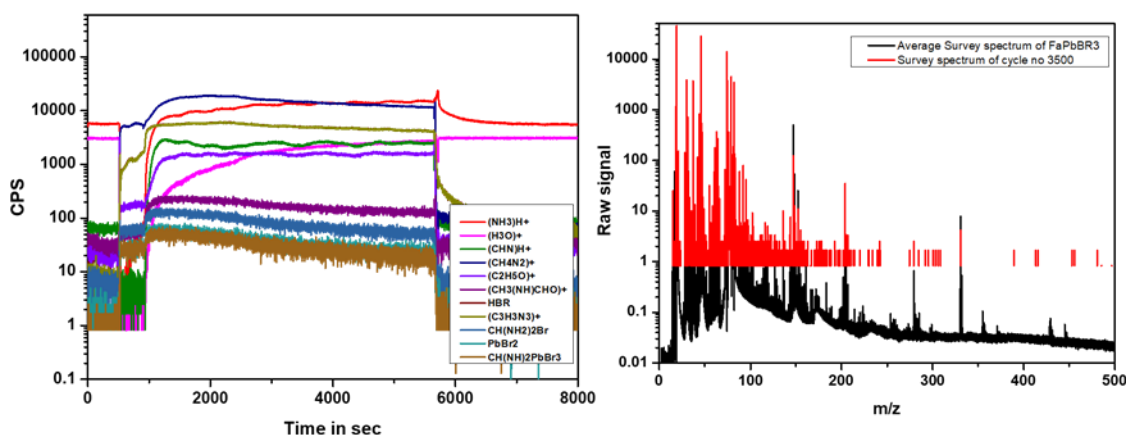 100000
10000
1000
100
10
1
0.1
CPS
0
2000
4000
6000
8000
Time in sec
(NH3)H+
(H3O)+
(CHN)H+
(CH4N2)+
(C2H5O)+
(CH3(NH)CHO)+
HBR
(C3H3N3)+
CH(NH2)2Br
PbBr2
CH(NH)2PbBr3
10000
1000
100
10
1
0.1
0.01
Raw signal
0
100
200
300
400
500
m/z
Average Survey spectrum of FaPbBR3
Survey spectrum of cycle no 3500